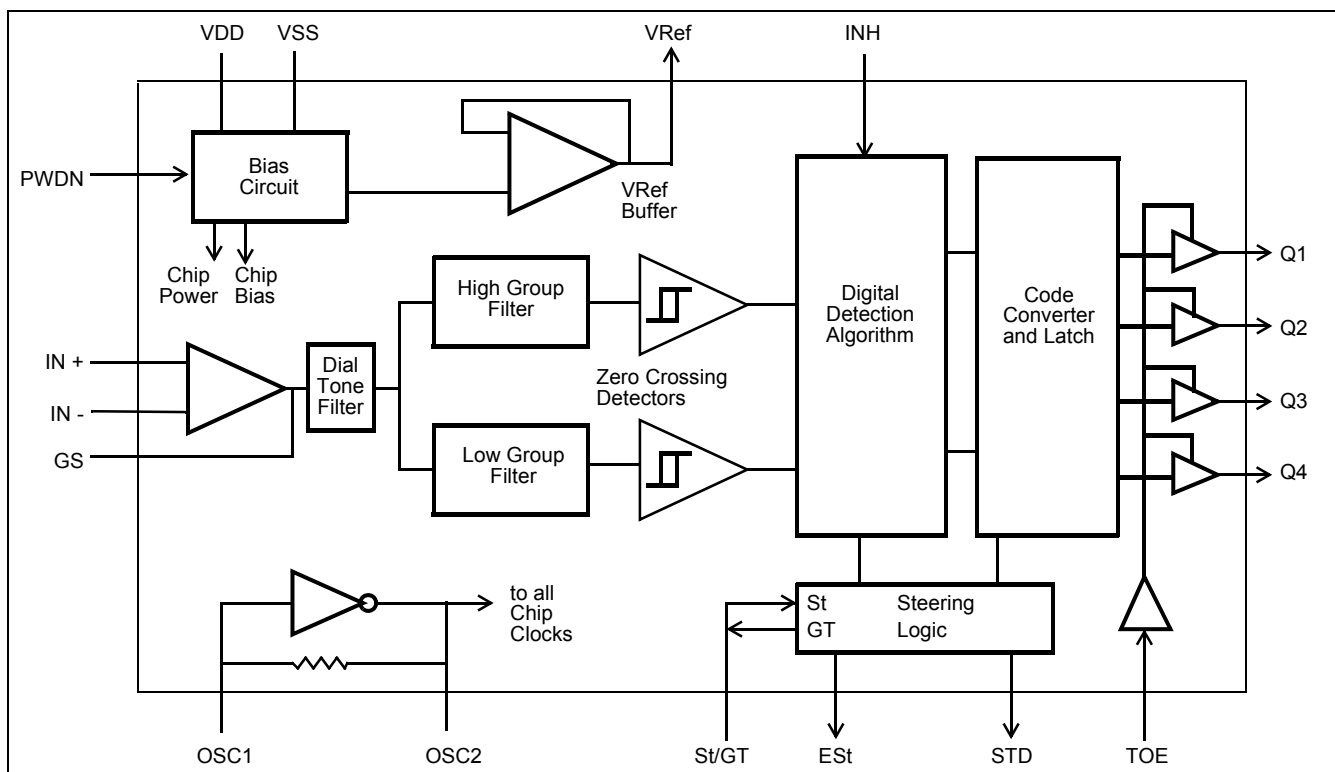 VDD
VSS
VRef
INH
PWDN
Bias
Circuit
VRef
Buffer
Chip
Power
Chip
Bias
High Group
Filter
Digital
Detection
Algorithm
Code
Converter
and Latch
Q1
Q2
Q3
Q4
IN +
IN -
GS
Dial
Tone
Filter
Zero Crossing
Detectors
Low Group
Filter
to all
Chip
Clocks
St
GT
Steering
Logic
OSC1
OSC2
St/GT
ESt
STD
TOE